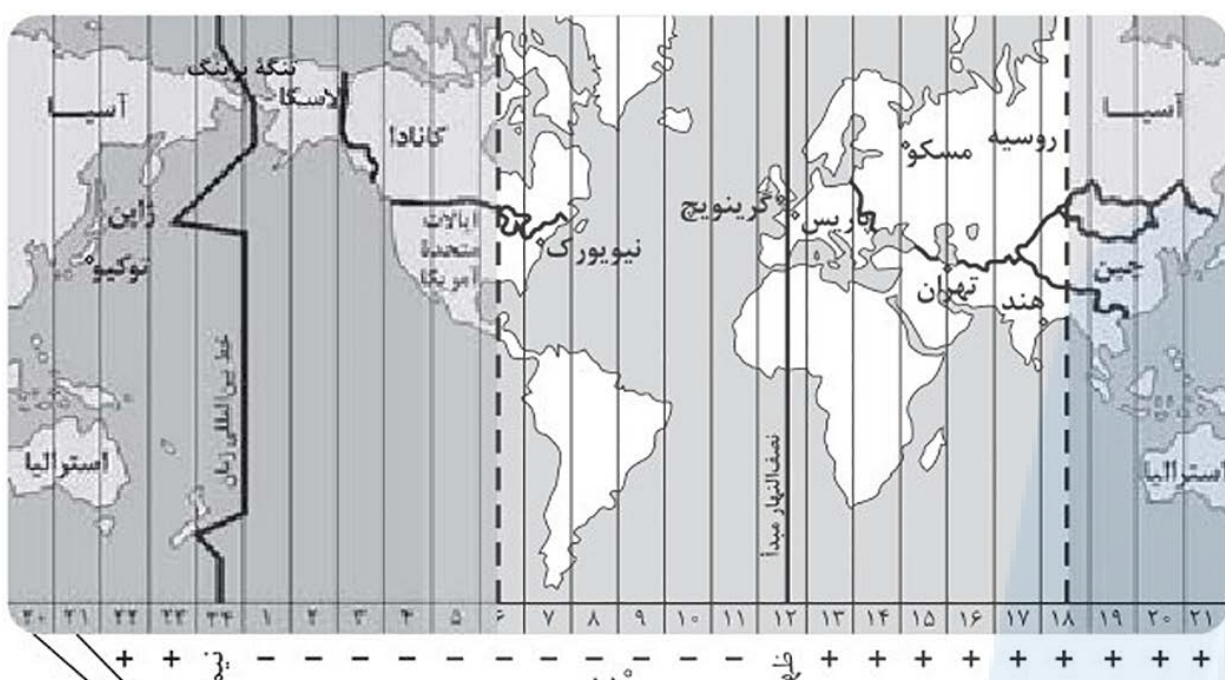 تنگهٔ برینگ
آسیا
آلاسکا
کانادا
روسیه
مسکو
آسیا
گرینویچ
پاریس
ژاپن
ایالات
متحدهٔ
آمریکا
نیویورک
توکیو
تهران
هند
چین
خط بین‌المللی زمان
نصف‌النهار مبدأ
استرالیا
استرالیا
۲۰ ۲۱ ۲۲ ۲۳ ۲۴ ۱ ۲ ۳ ۴ ۵ ۶ ۷ ۸ ۹ ۱۰ ۱۱ ۱۲ ۱۳ ۱۴ ۱۵ ۱۶ ۱۷ ۱۸ ۱۹ ۲۰ ۲۱
+ + − − − − − − − − − − − + + + + + + + + +